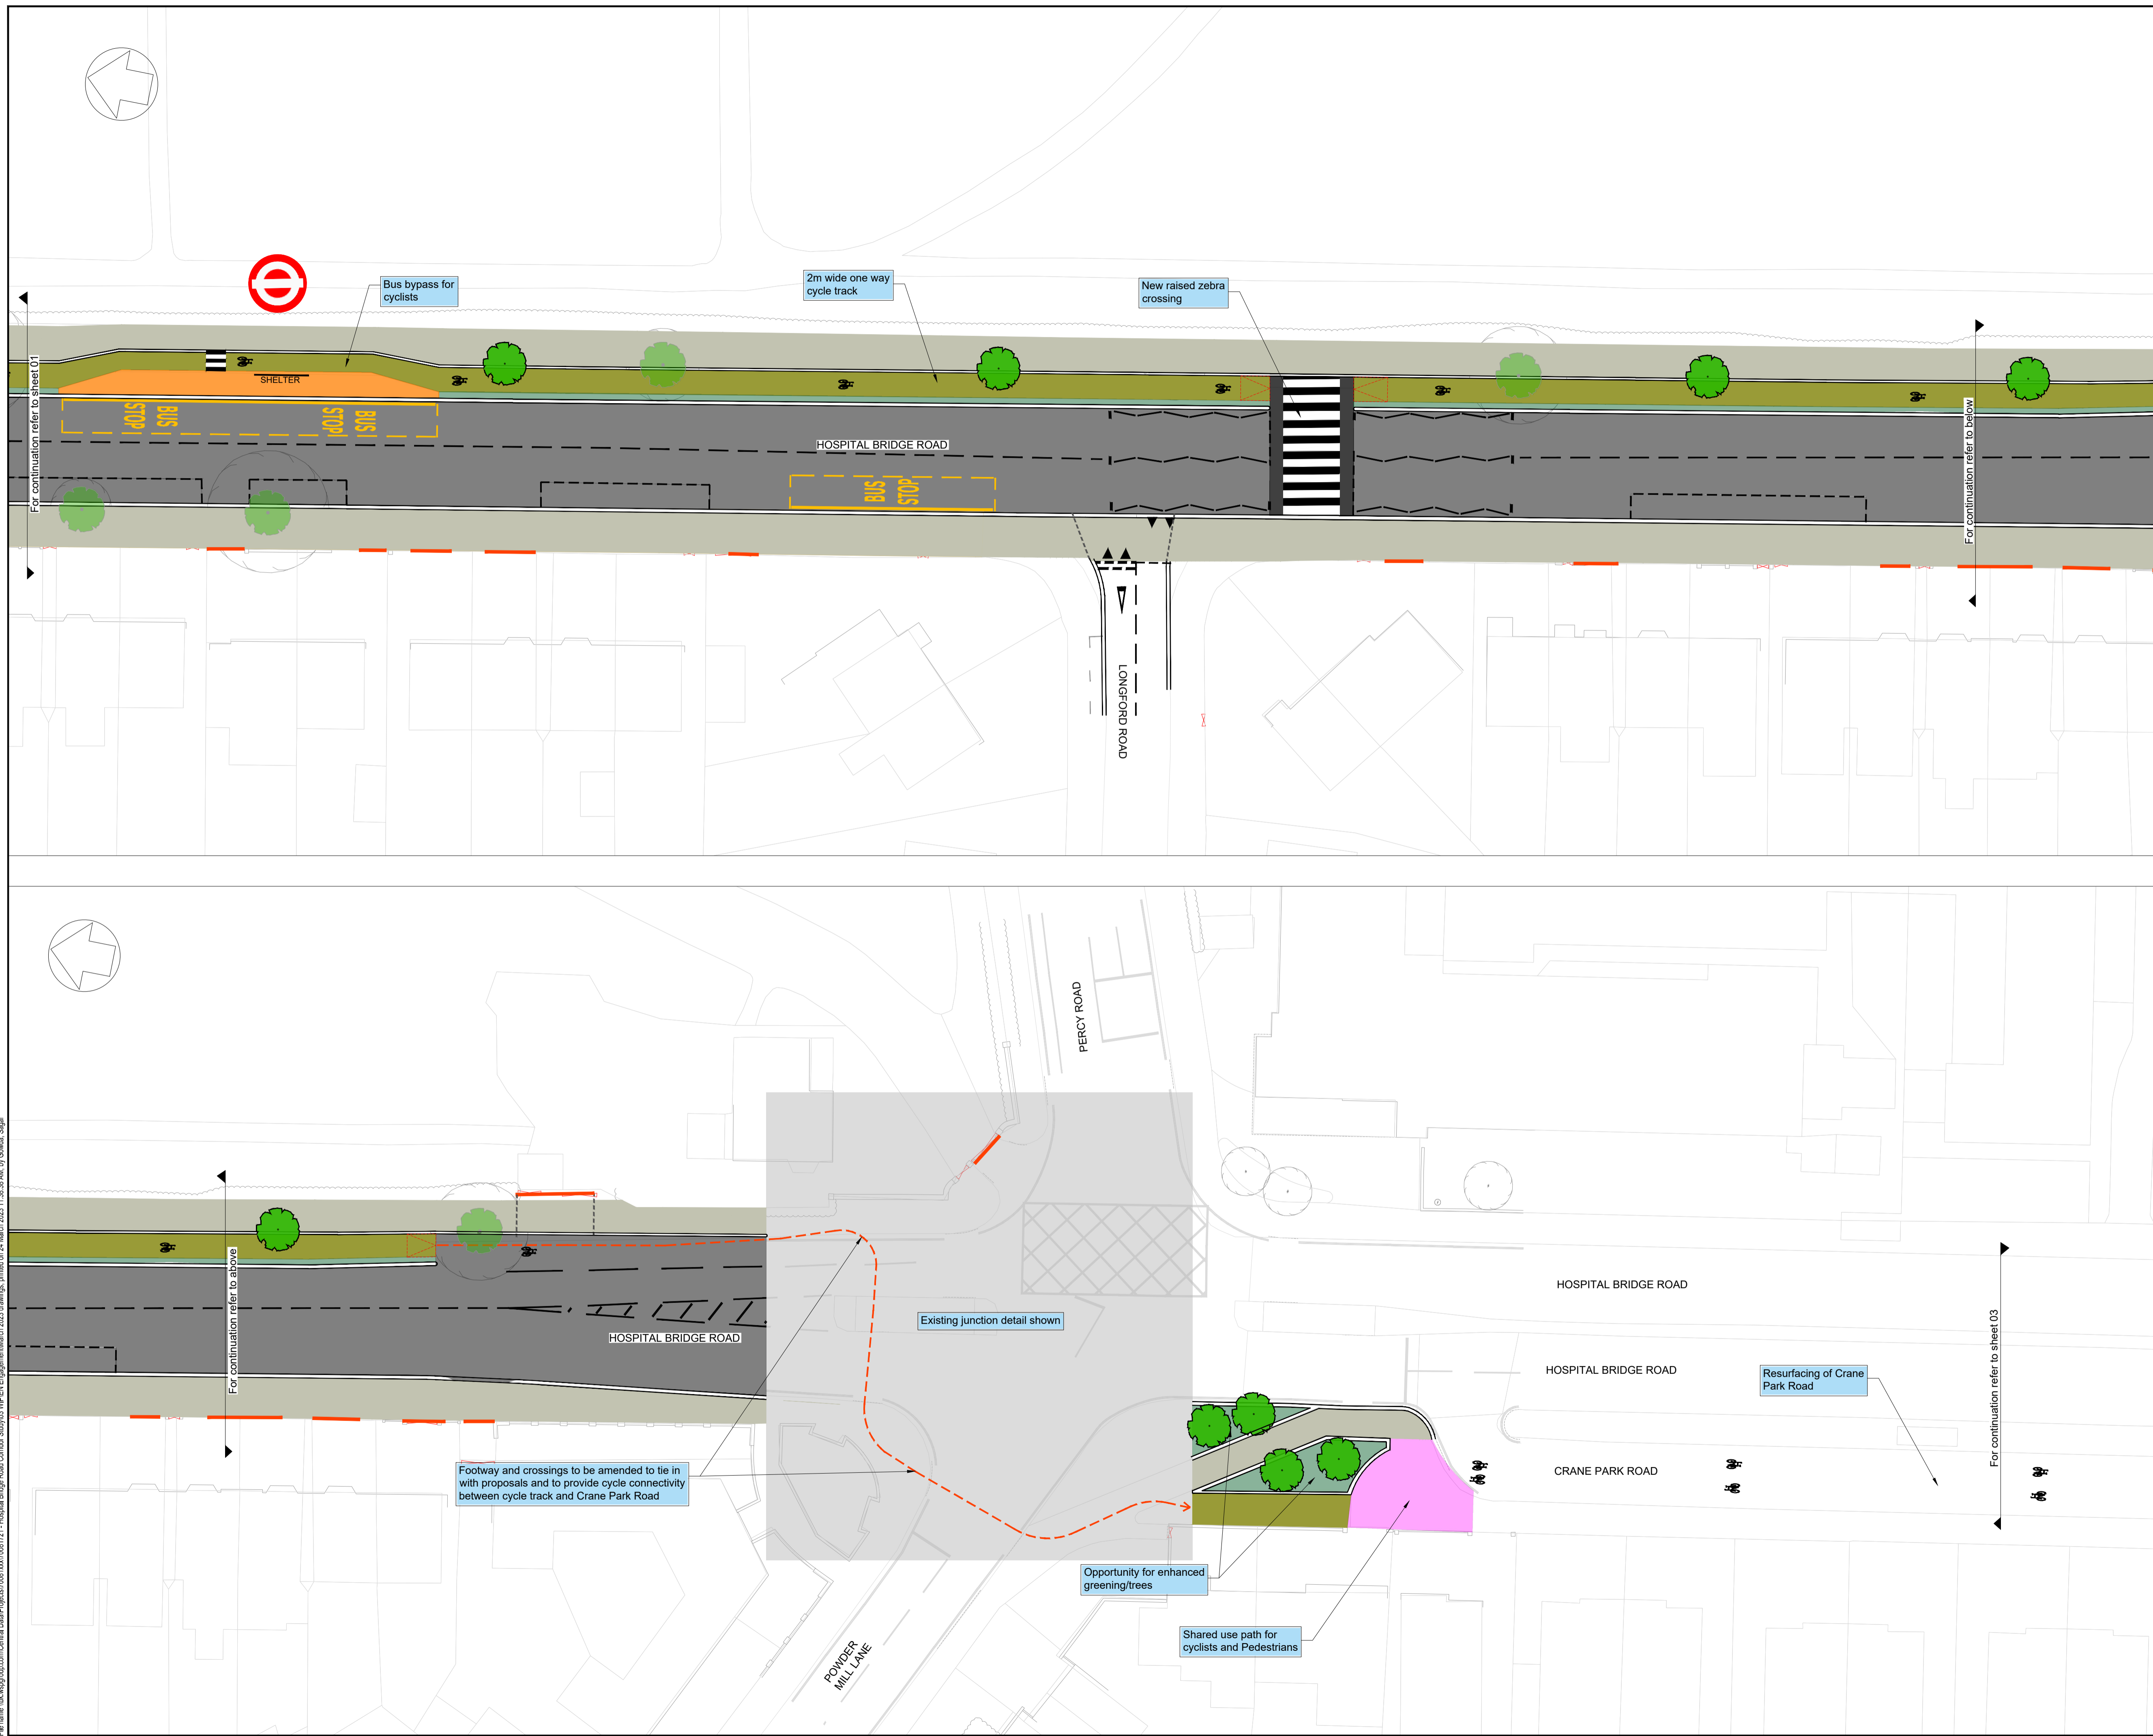 For continuation refer to sheet 01
Bus bypass for
cyclists
2m wide one way
cycle track
New raised zebra
crossing
SHELTER
BUS
STOP
BUS
STOP
HOSPITAL BRIDGE ROAD
BUS
STOP
For continuation refer to below
LONGFORD ROAD
PERCY ROAD
For continuation refer to above
HOSPITAL BRIDGE ROAD
Existing junction detail shown
HOSPITAL BRIDGE ROAD
HOSPITAL BRIDGE ROAD
Resurfacing of Crane
Park Road
For continuation refer to sheet 03
CRANE PARK ROAD
Footway and crossings to be amended to tie in
with proposals and to provide cycle connectivity
between cycle track and Crane Park Road
Opportunity for enhanced
greening/trees
Shared use path for
cyclists and Pedestrians
POWDER
MILL LANE